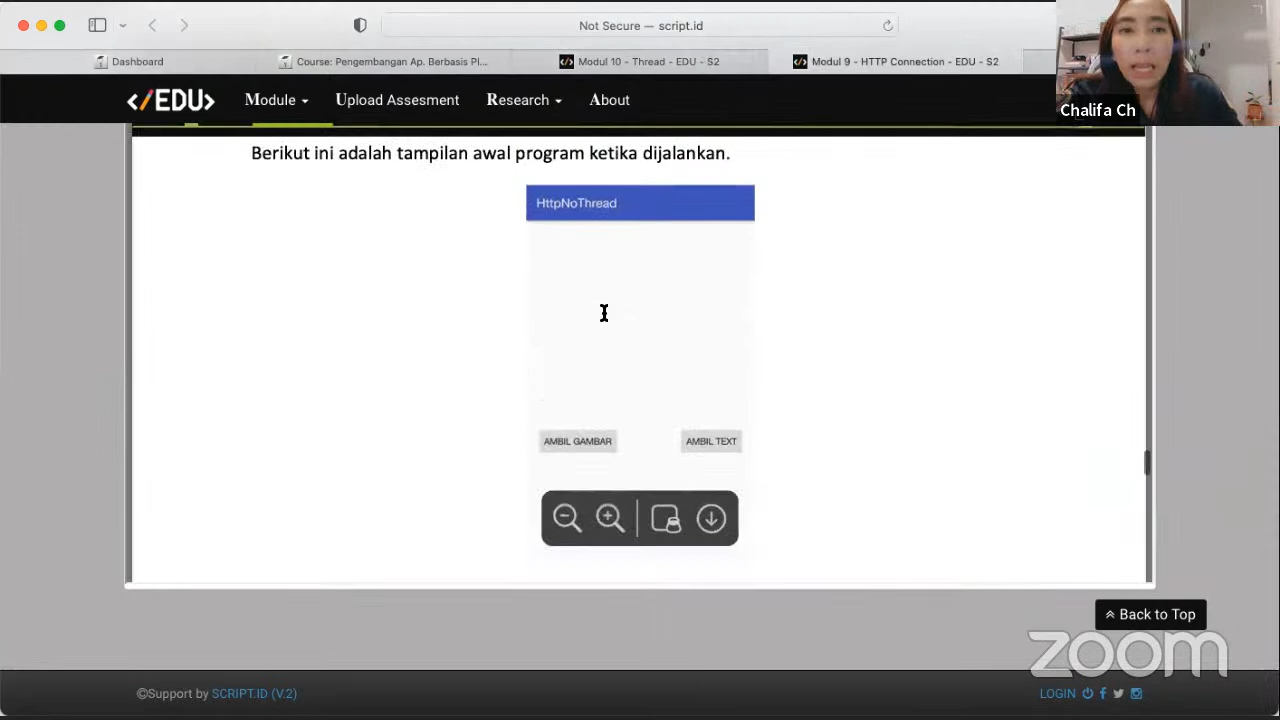 Not Secure — script.id
Dashboard
Course: Pengembangan Ap. Berbasis Pl...
Modul 10 - Thread - EDU - S2
Modul 9 - HTTP Connection - EDU - S2
Chalifa Ch
</EDU>
Module
Upload Assesment
Research
About
Berikut ini adalah tampilan awal program ketika dijalankan.
HttpNoThread
AMBIL GAMBAR
AMBIL TEXT
Back to Top
zoom
©Support by SCRIPT.ID (V.2)
LOGIN